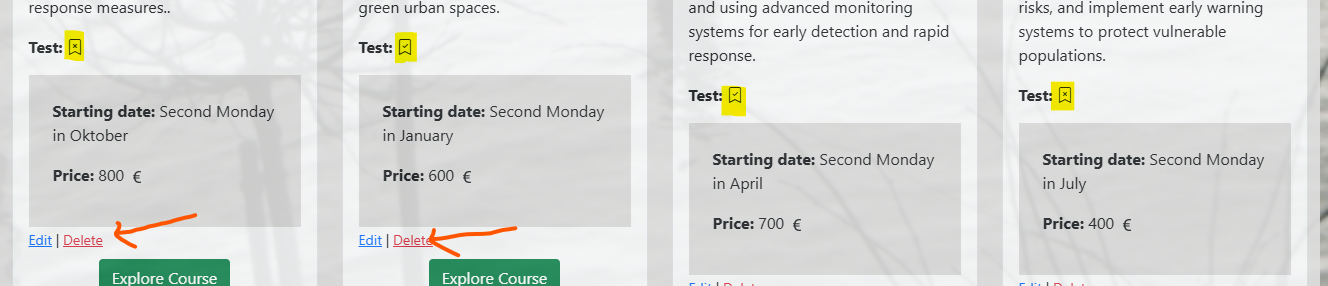 response measures..
Test:
Starting date: Second Monday
in Oktober
Price: 800 €
Edit | Delete
Explore Course
green urban spaces.
Test:
Starting date: Second Monday
in January
Price: 600 €
Edit | Delete
Explore Course
and using advanced monitoring
systems for early detection and rapid
response.
Test:
Starting date: Second Monday
in April
Price: 700 €
Edit | Delete
risks, and implement early warning
systems to protect vulnerable
populations.
Test:
Starting date: Second Monday
in July
Price: 400 €
Edit | Delete